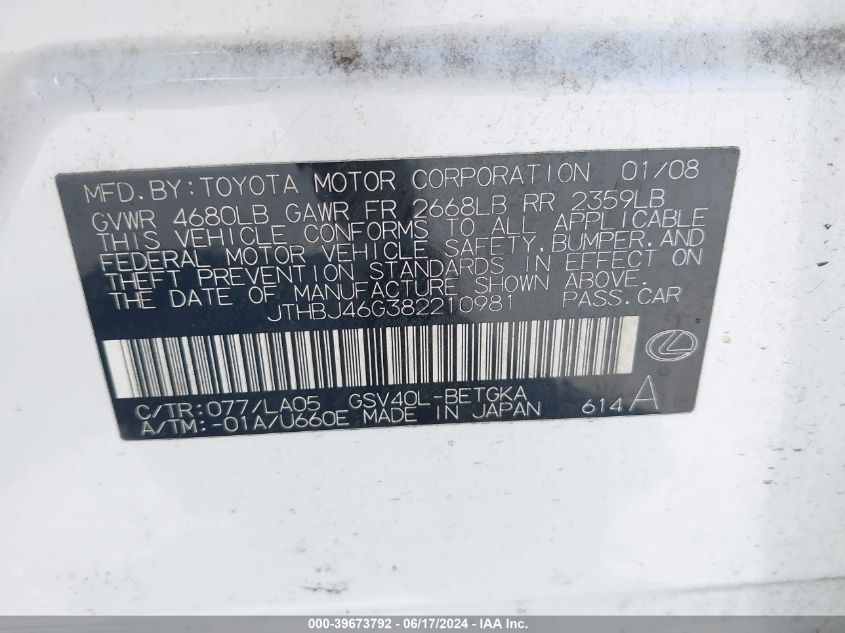 MFD. BY: TOYOTA MOTOR CORPORATION 01/08
GVWR 4680LB GAWR FR 2668LB RR 2359LB
THIS VEHICLE CONFORMS TO ALL APPLICABLE
FEDERAL MOTOR VEHICLE SAFETY, BUMPER, AND
THEFT PREVENTION STANDARDS IN EFFECT ON
THE DATE OF MANUFACTURE SHOWN ABOVE.
JTHBJ46G382210981 PASS. CAR
C/TR: 077/LA05 GSV40L-BETGKA
A/TM: -01A/U660E MADE IN JAPAN 614 A
000-39673792 - 06/17/2024 - IAA Inc.